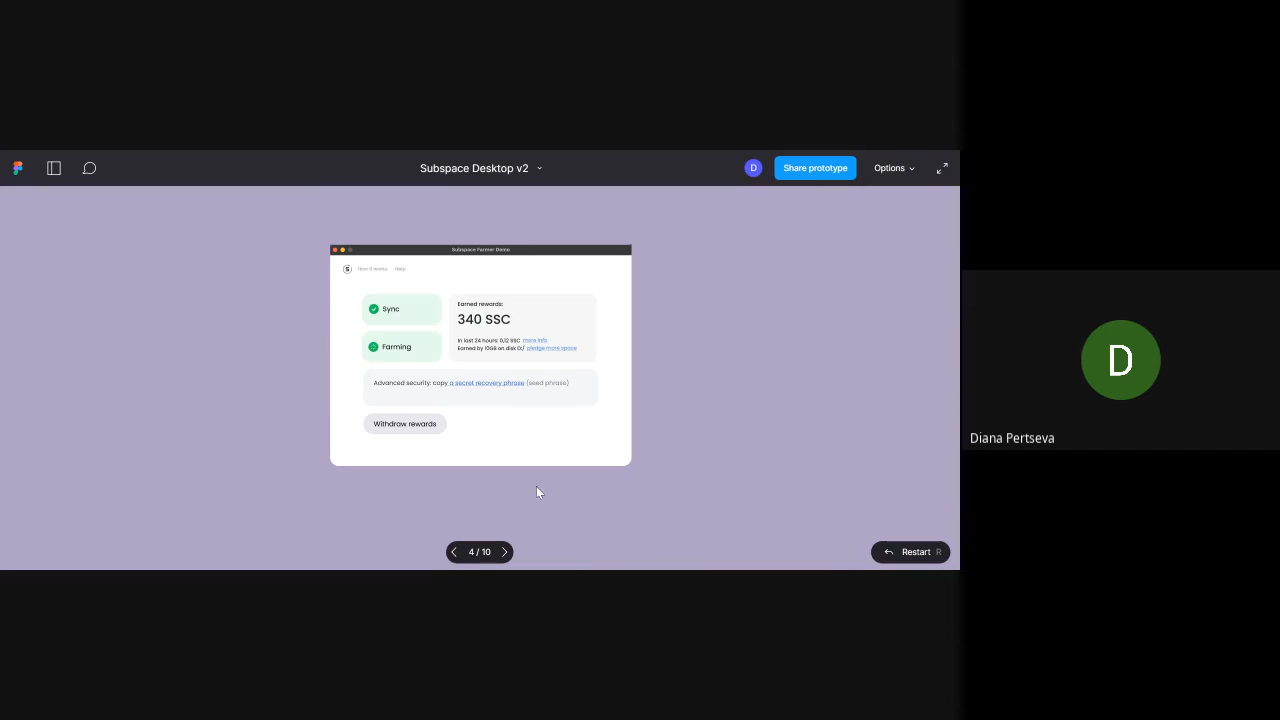 Subspace Desktop v2
D
Share prototype
Options
Subspace Farmer Demo
S
How it works Help
Sync
Farming
Earned rewards:
340 SSC
In last 24 hours: 0,12 SSC more info
Earned by 10GB on disk D:/ pledge more space
Advanced security: copy a secret recovery phrase (seed phrase)
Withdraw rewards
4 / 10
Restart R
D
Diana Pertseva